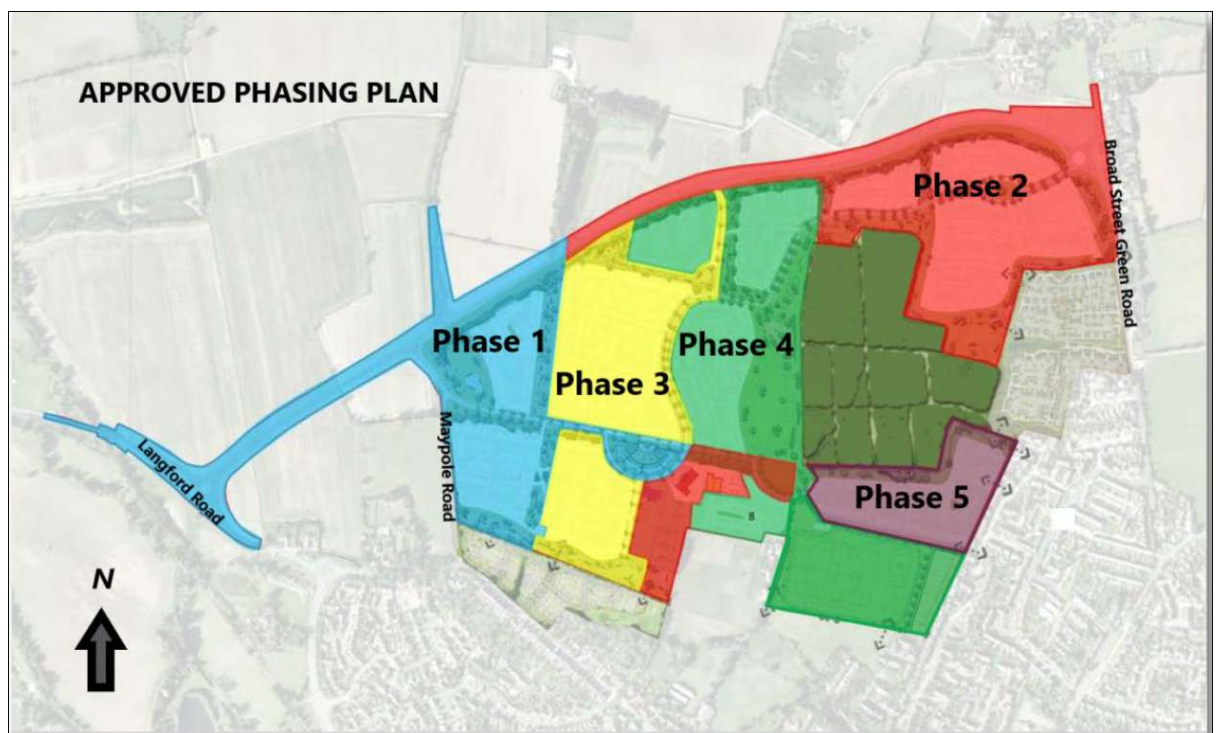 APPROVED PHASING PLAN
Broad Street Green Road
Phase 2
Phase 1
Phase 4
Phase 3
Maypole Road
Langford Road
Phase 5
8
N